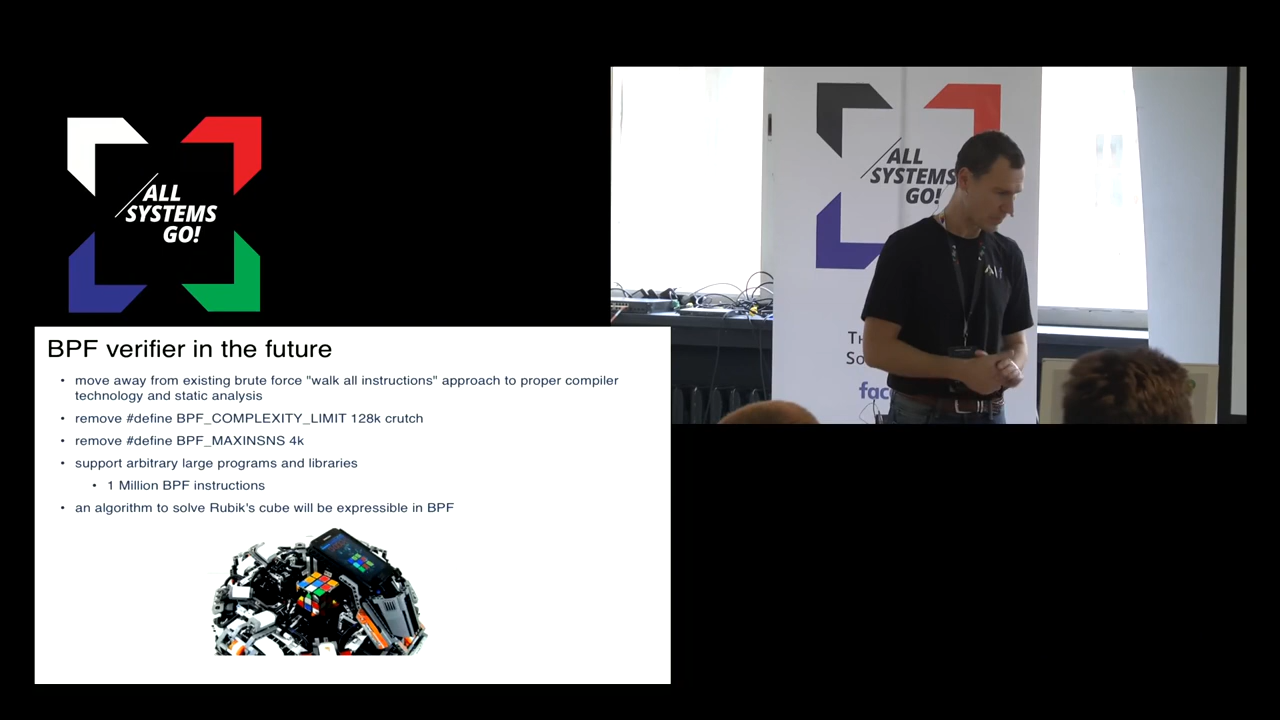 ALL
SYSTEMS
GO!
BPF verifier in the future
• move away from existing brute force "walk all instructions" approach to proper compiler
technology and static analysis
• remove #define BPF_COMPLEXITY_LIMIT 128k crutch
• remove #define BPF_MAXINSNS 4k
• support arbitrary large programs and libraries
• 1 Million BPF instructions
• an algorithm to solve Rubik's cube will be expressible in BPF
ALL
SYSTEMS
GO!